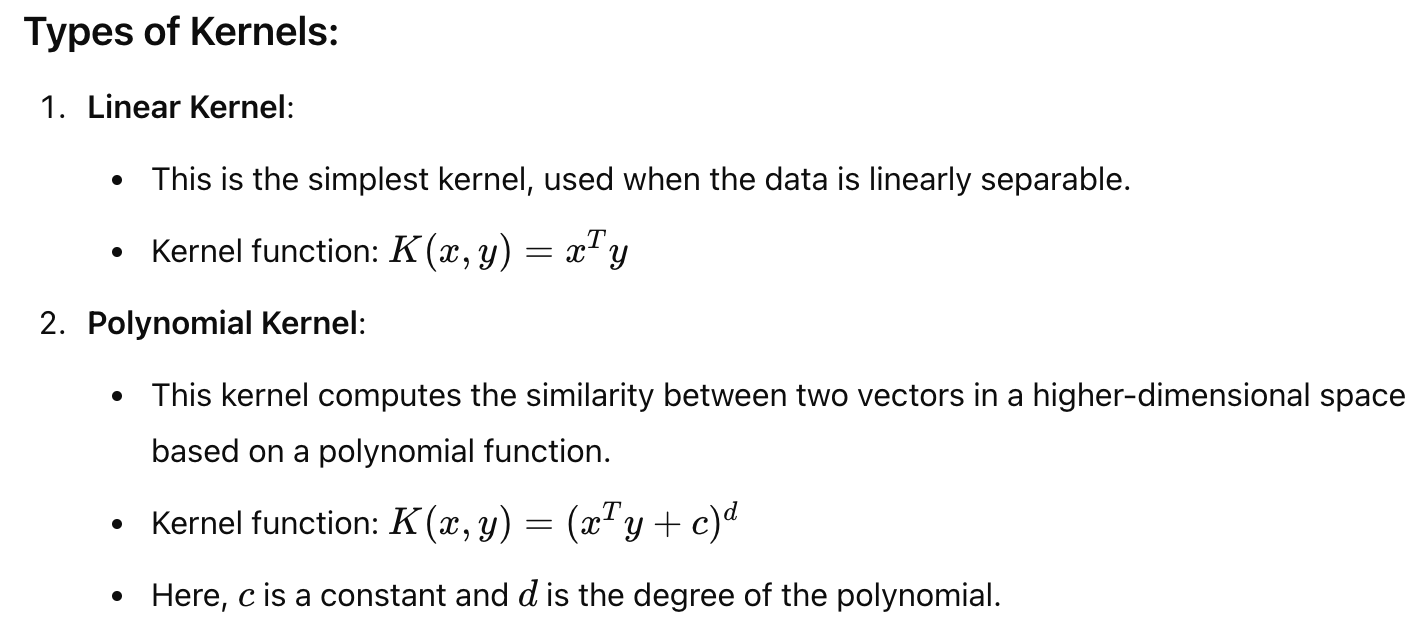 Types of Kernels:
1. Linear Kernel:
• This is the simplest kernel, used when the data is linearly separable.
• Kernel function: K(x, y) = x^T y
2. Polynomial Kernel:
• This kernel computes the similarity between two vectors in a higher-dimensional space
based on a polynomial function.
• Kernel function: K(x, y) = (x^T y + c)^d
• Here, c is a constant and d is the degree of the polynomial.